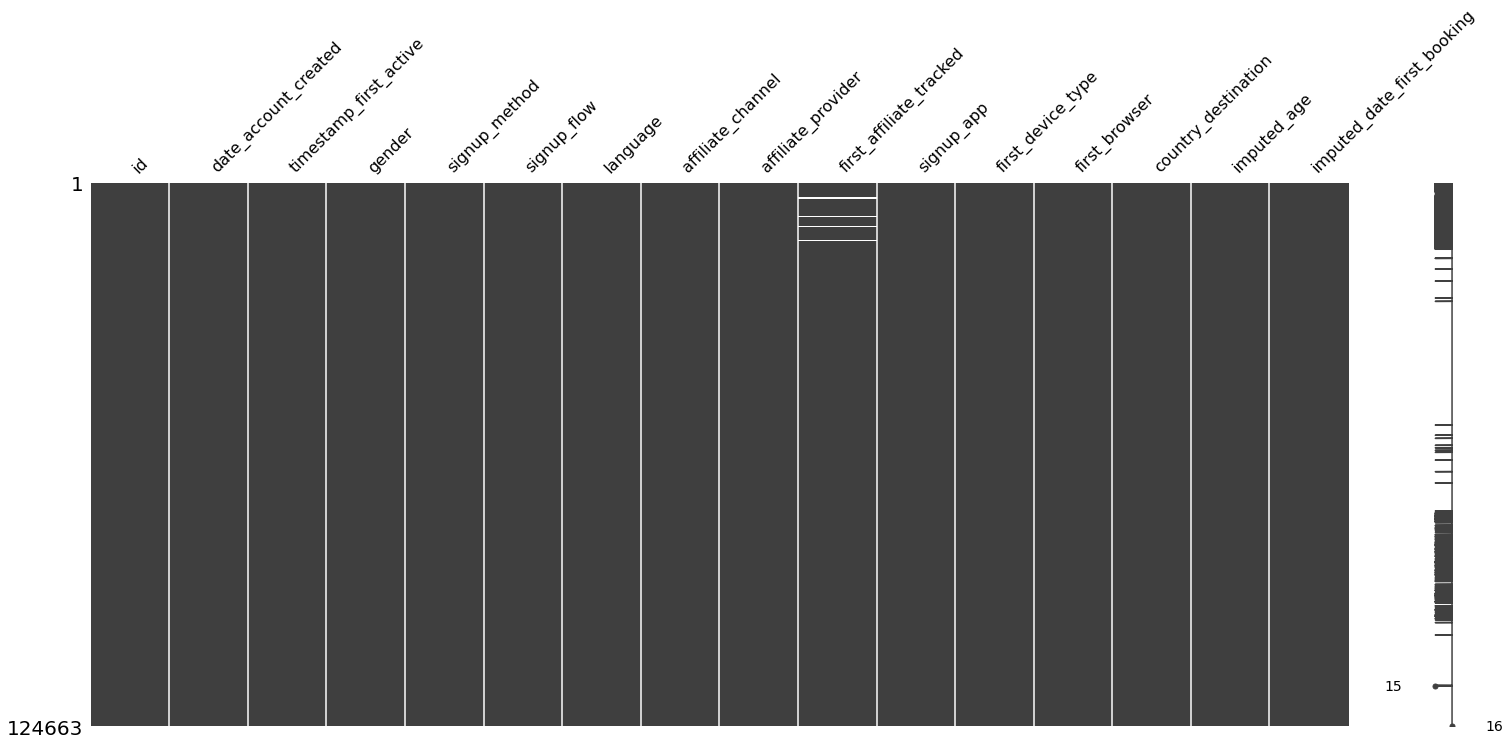 id
date_account_created
timestamp_first_active
gender
signup_method
signup_flow
language
affiliate_channel
affiliate_provider
first_affiliate_tracked
signup_app
first_device_type
first_browser
country_destination
imputed_age
imputed_date_first_booking
1
15
124663
16